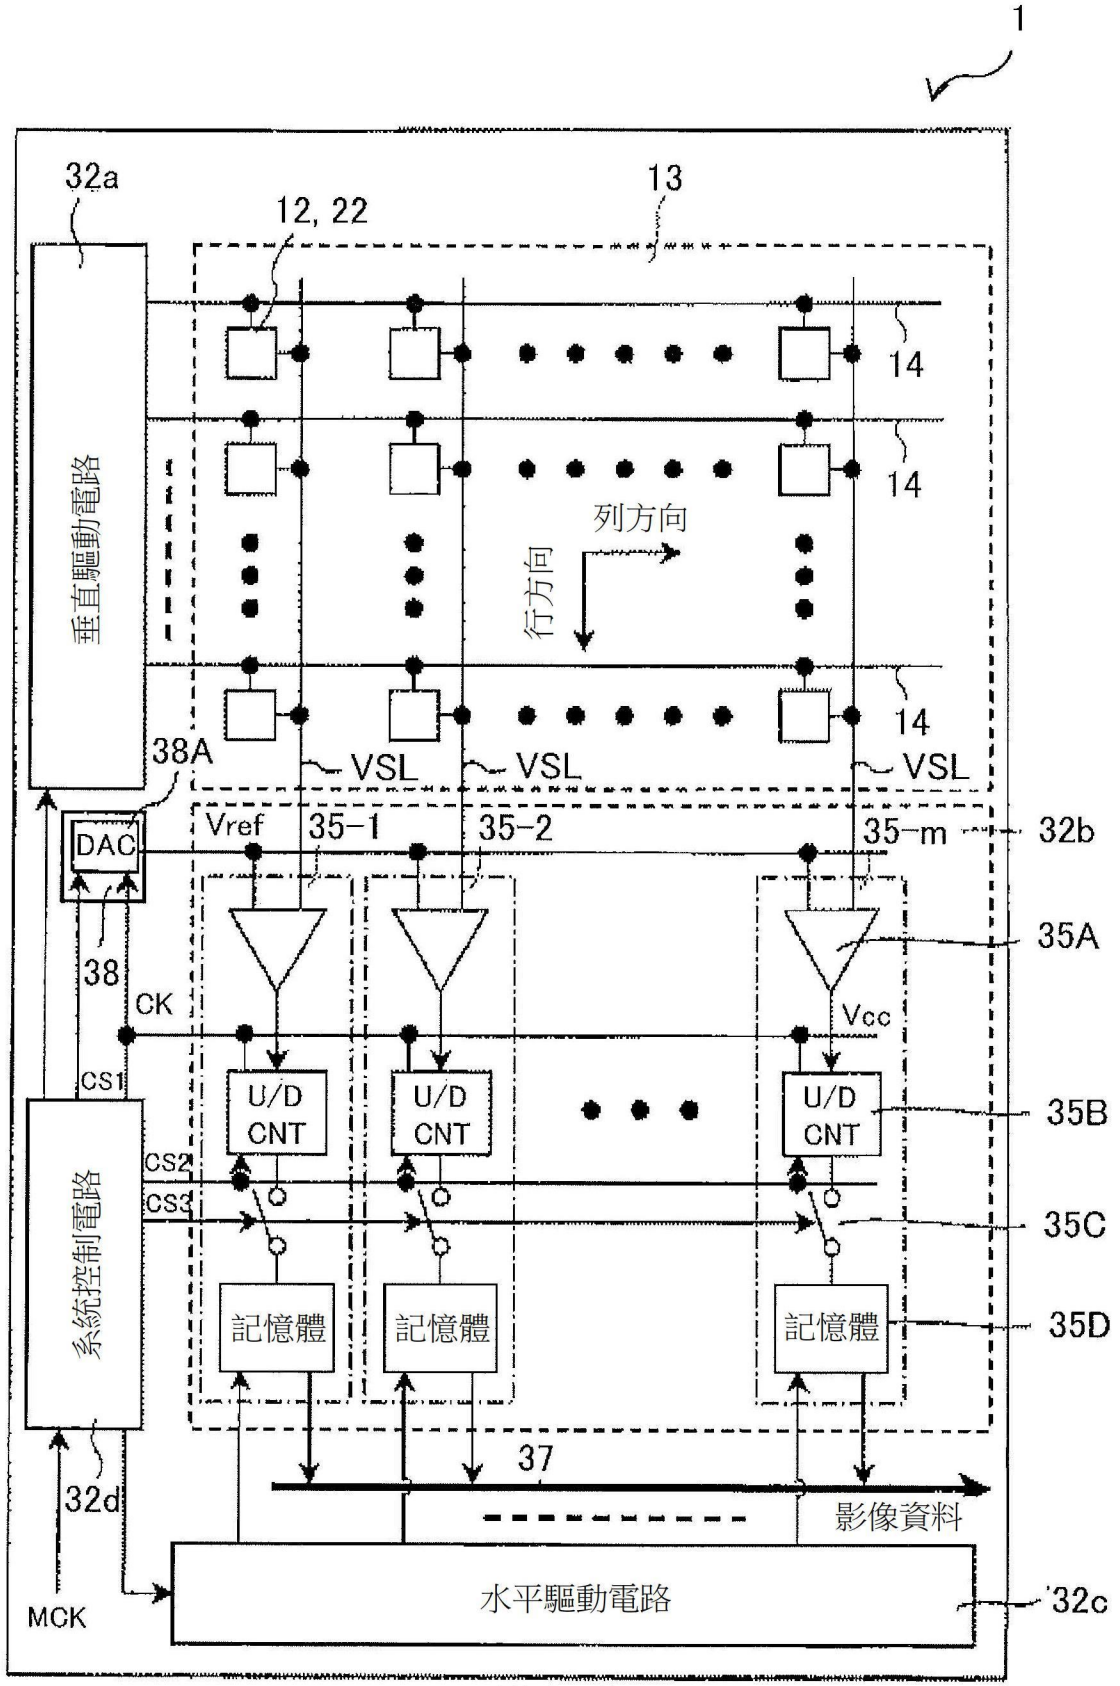 1
32a
12, 22
13
14
14
垂直驅動電路
列方向
行方向
14
38A
VSL
VSL
VSL
DAC
Vref
35-1
35-2
35-m
32b
35A
38
CK
Vcc
CS1
U/D
CNT
U/D
CNT
U/D
CNT
35B
CS2
CS3
系統控制電路
35C
記憶體
記憶體
記憶體
35D
32d
37
影像資料
MCK
水平驅動電路
32c